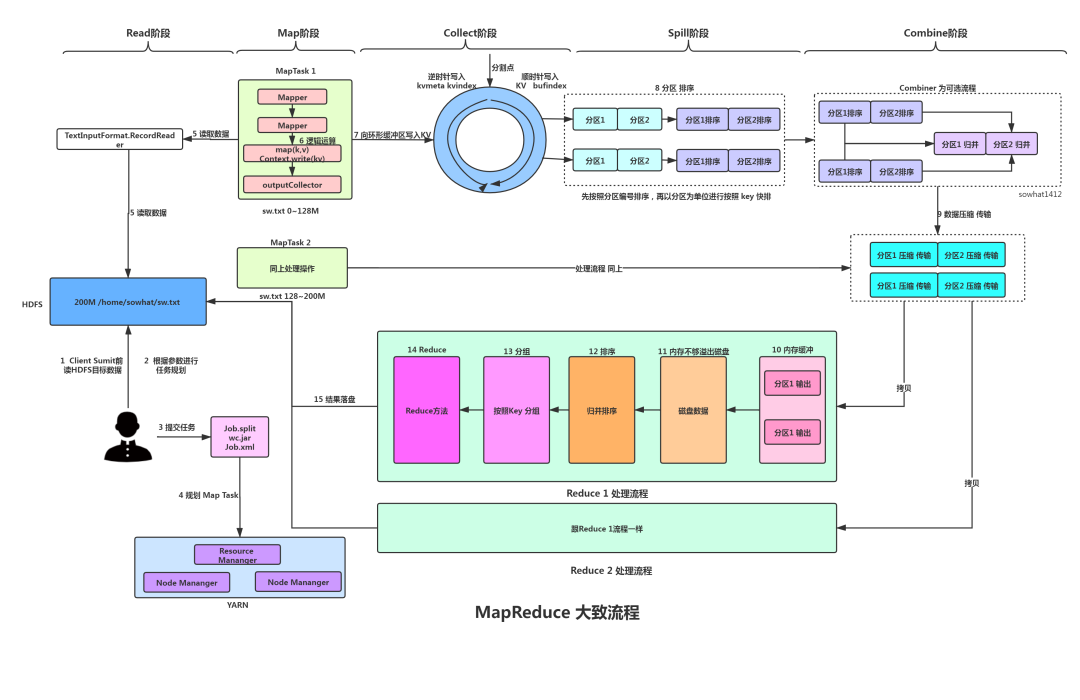 Read阶段
Map阶段
Collect阶段
Spill阶段
Combine阶段
MapTask 1
Mapper
Mapper
6 逻辑运算
map(k,v)
Context.write(kv)
outputCollector
sw.txt 0~128M
TextInputFormat.RecordRead
er
5 读取数据
5 读取数据
7 向环形缓冲区写入KV
逆时针写入
kvmeta kvindex
分割点
顺时针写入
KV bufindex
8 分区 排序
分区1
分区2
分区1排序
分区2排序
分区1
分区2
分区1排序
分区2排序
先按照分区编号排序，再以分区为单位进行按照 key 快排
Combiner 为可选流程
分区1排序
分区2排序
分区1 归并
分区2 归并
分区1排序
分区2排序
sowhat1412
9 数据压缩 传输
分区1 压缩 传输
分区2 压缩 传输
分区1 压缩 传输
分区2 压缩 传输
MapTask 2
同上处理操作
sw.txt 128~200M
处理流程 同上
HDFS
200M /home/sowhat/sw.txt
1 Client Sumit前
读HDFS目标数据
2 根据参数进行
任务规划
3 提交任务
Job.split
wc.jar
Job.xml
4 规划 Map Task
Resource
Mananger
Node Mananger
Node Mananger
YARN
14 Reduce
Reduce方法
13 分组
按照Key 分组
12 排序
归并排序
11 内存不够溢出磁盘
磁盘数据
10 内存缓冲
分区1 输出
分区1 输出
15 结果落盘
拷贝
拷贝
Reduce 1 处理流程
跟Reduce 1流程一样
Reduce 2 处理流程
MapReduce 大致流程